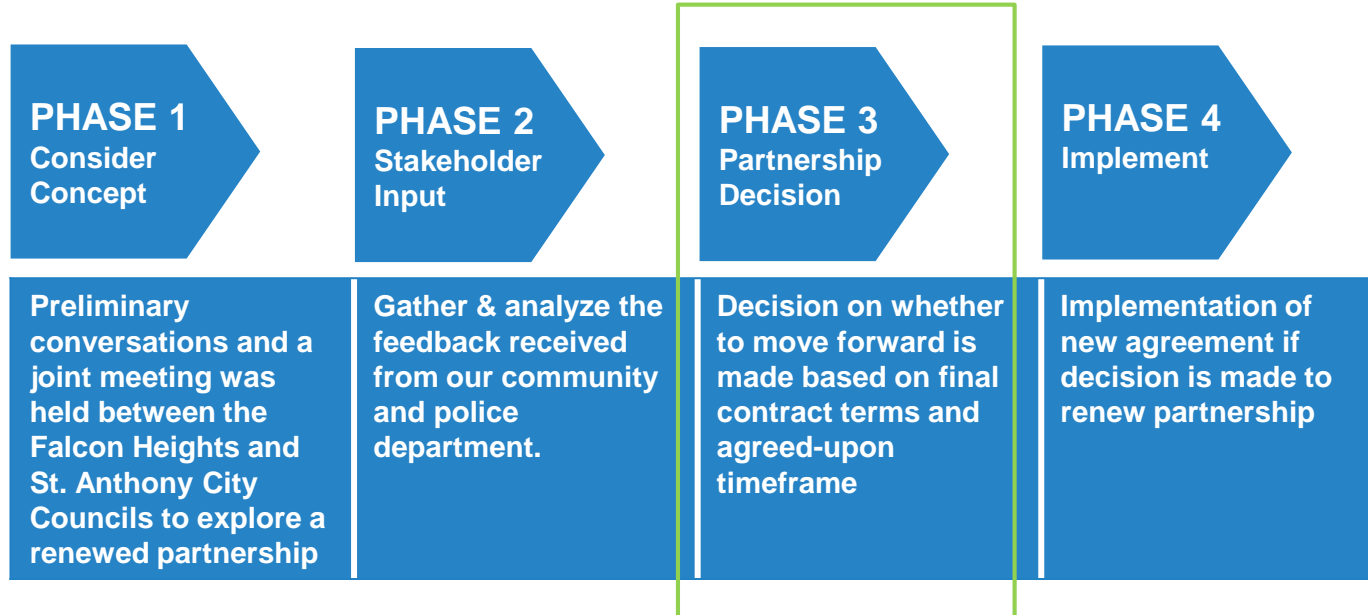 PHASE 1
Consider
Concept
PHASE 2
Stakeholder
Input
PHASE 3
Partnership
Decision
PHASE 4
Implement
Preliminary
conversations and a
joint meeting was
held between the
Falcon Heights and
St. Anthony City
Councils to explore a
renewed partnership
Gather & analyze the
feedback received
from our community
and police
department.
Decision on whether
to move forward is
made based on final
contract terms and
agreed-upon
timeframe
Implementation of
new agreement if
decision is made to
renew partnership